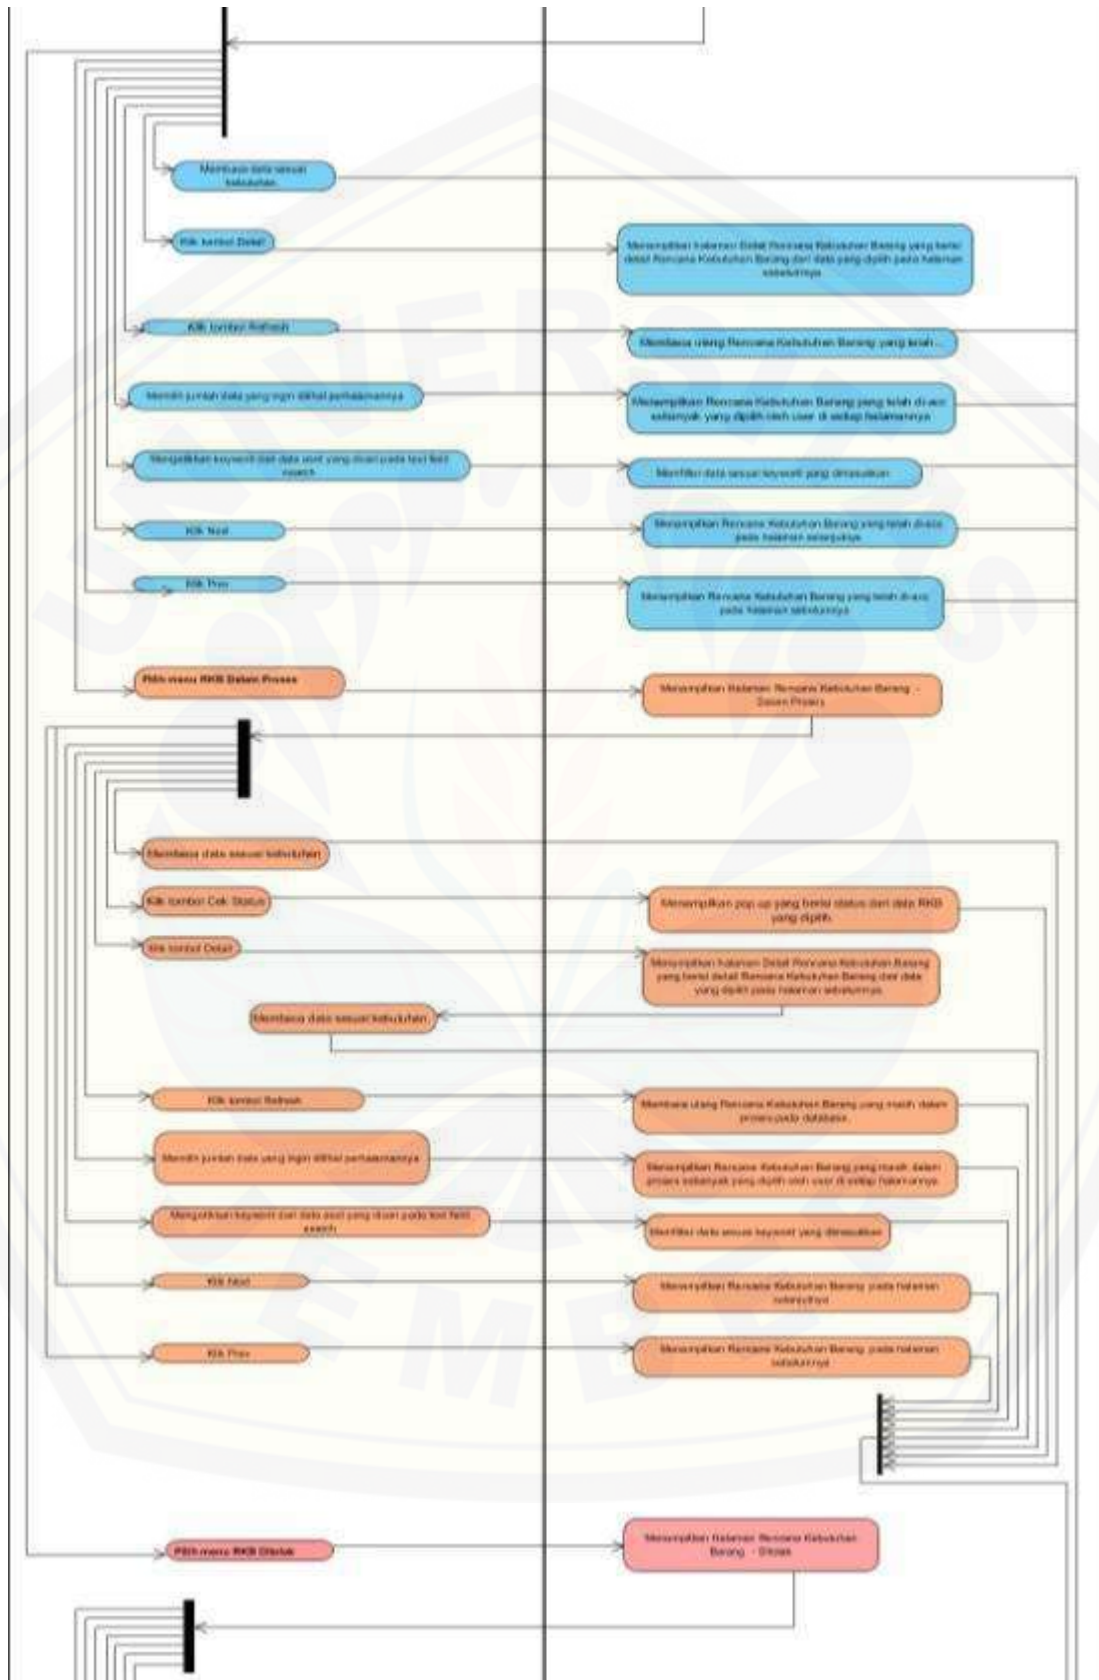 Membaca data sesuai
kebutuhan
Klik tombol Detail
Menampilkan halaman Detail Rencana Kebutuhan Barang yang berisi
detail Rencana Kebutuhan Barang dari data yang dipilih pada halaman
sebelumnya
Klik tombol Refresh
Membaca ulang Rencana Kebutuhan Barang yang telah...
Memilih jumlah data yang ingin dilihat perhalamannya
Menampilkan Rencana Kebutuhan Barang yang telah di-acc
sebanyak yang dipilih oleh user di setiap halamannya
Mengetikkan keyword dari data aset yang dicari pada text field
search
Memfilter data sesuai keyword yang dimasukkan
Klik Next
Menampilkan Rencana Kebutuhan Barang yang telah di-acc
pada halaman selanjutnya
Klik Prev
Menampilkan Rencana Kebutuhan Barang yang telah di-acc
pada halaman sebelumnya
Pilih menu RKB Dalam Proses
Menampilkan Halaman Rencana Kebutuhan Barang -
Dalam Proses
Membaca data sesuai kebutuhan
Klik tombol Cek Status
Menampilkan pop up yang berisi status dari data RKB
yang dipilih
Klik tombol Detail
Menampilkan halaman Detail Rencana Kebutuhan Barang
yang berisi detail Rencana Kebutuhan Barang dari data
yang dipilih pada halaman sebelumnya
Membaca data sesuai kebutuhan
Klik tombol Refresh
Membaca ulang Rencana Kebutuhan Barang yang masih dalam
proses pada database
Memilih jumlah data yang ingin dilihat perhalamannya
Menampilkan Rencana Kebutuhan Barang yang masih dalam
proses sebanyak yang dipilih oleh user di setiap halamannya
Mengetikkan keyword dari data aset yang dicari pada text field
search
Memfilter data sesuai keyword yang dimasukkan
Klik Next
Menampilkan Rencana Kebutuhan Barang pada halaman
selanjutnya
Klik Prev
Menampilkan Rencana Kebutuhan Barang pada halaman
sebelumnya
Pilih menu RKB Ditolak
Menampilkan Halaman Rencana Kebutuhan
Barang - Ditolak
UNIVERSITAS
JEMBER